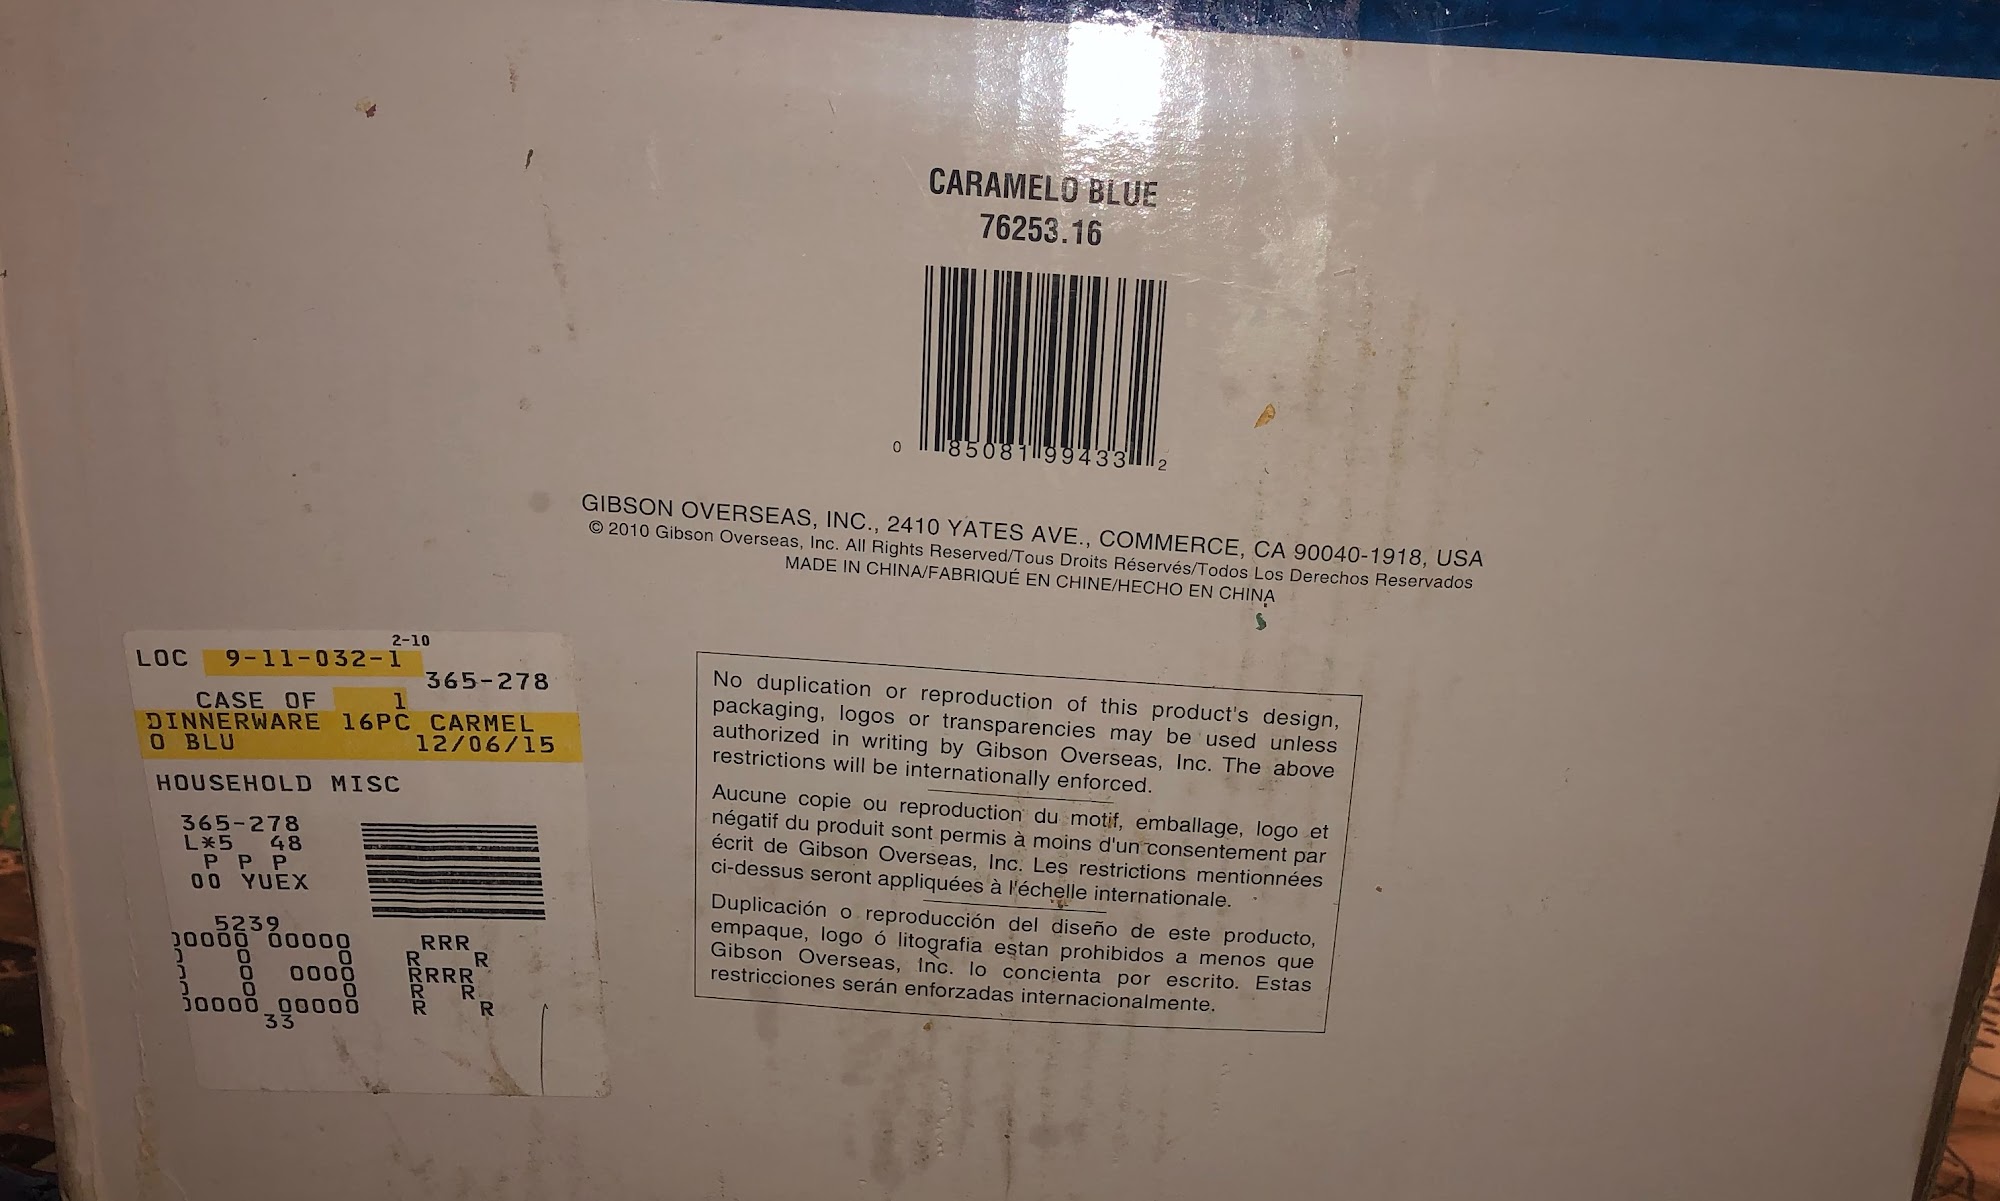 CARAMELO BLUE
76253.16
0 85081 99433 2
GIBSON OVERSEAS, INC., 2410 YATES AVE., COMMERCE, CA 90040-1918, USA
© 2010 Gibson Overseas, Inc. All Rights Reserved/Tous Droits Réservés/Todos Los Derechos Reservados
MADE IN CHINA/FABRIQUÉ EN CHINE/HECHO EN CHINA
2-10
LOC 9-11-032-1
365-278
CASE OF 1
DINNERWARE 16PC CARMEL
O BLU 12/06/15
HOUSEHOLD MISC
365-278
L*5 48
P P P
00 YUEX
5239
33
No duplication or reproduction of this product's design,
packaging, logos or transparencies may be used unless
authorized in writing by Gibson Overseas, Inc. The above
restrictions will be internationally enforced.
Aucune copie ou reproduction du motif, emballage, logo et
négatif du produit sont permis à moins d'un consentement par
écrit de Gibson Overseas, Inc. Les restrictions mentionnées
ci-dessus seront appliquées à l'échelle internationale.
Duplicación o reproducción del diseño de este producto,
empaque, logo ó litografia estan prohibidos a menos que
Gibson Overseas, Inc. lo concienta por escrito. Estas
restricciones serán enforzadas internacionalmente.